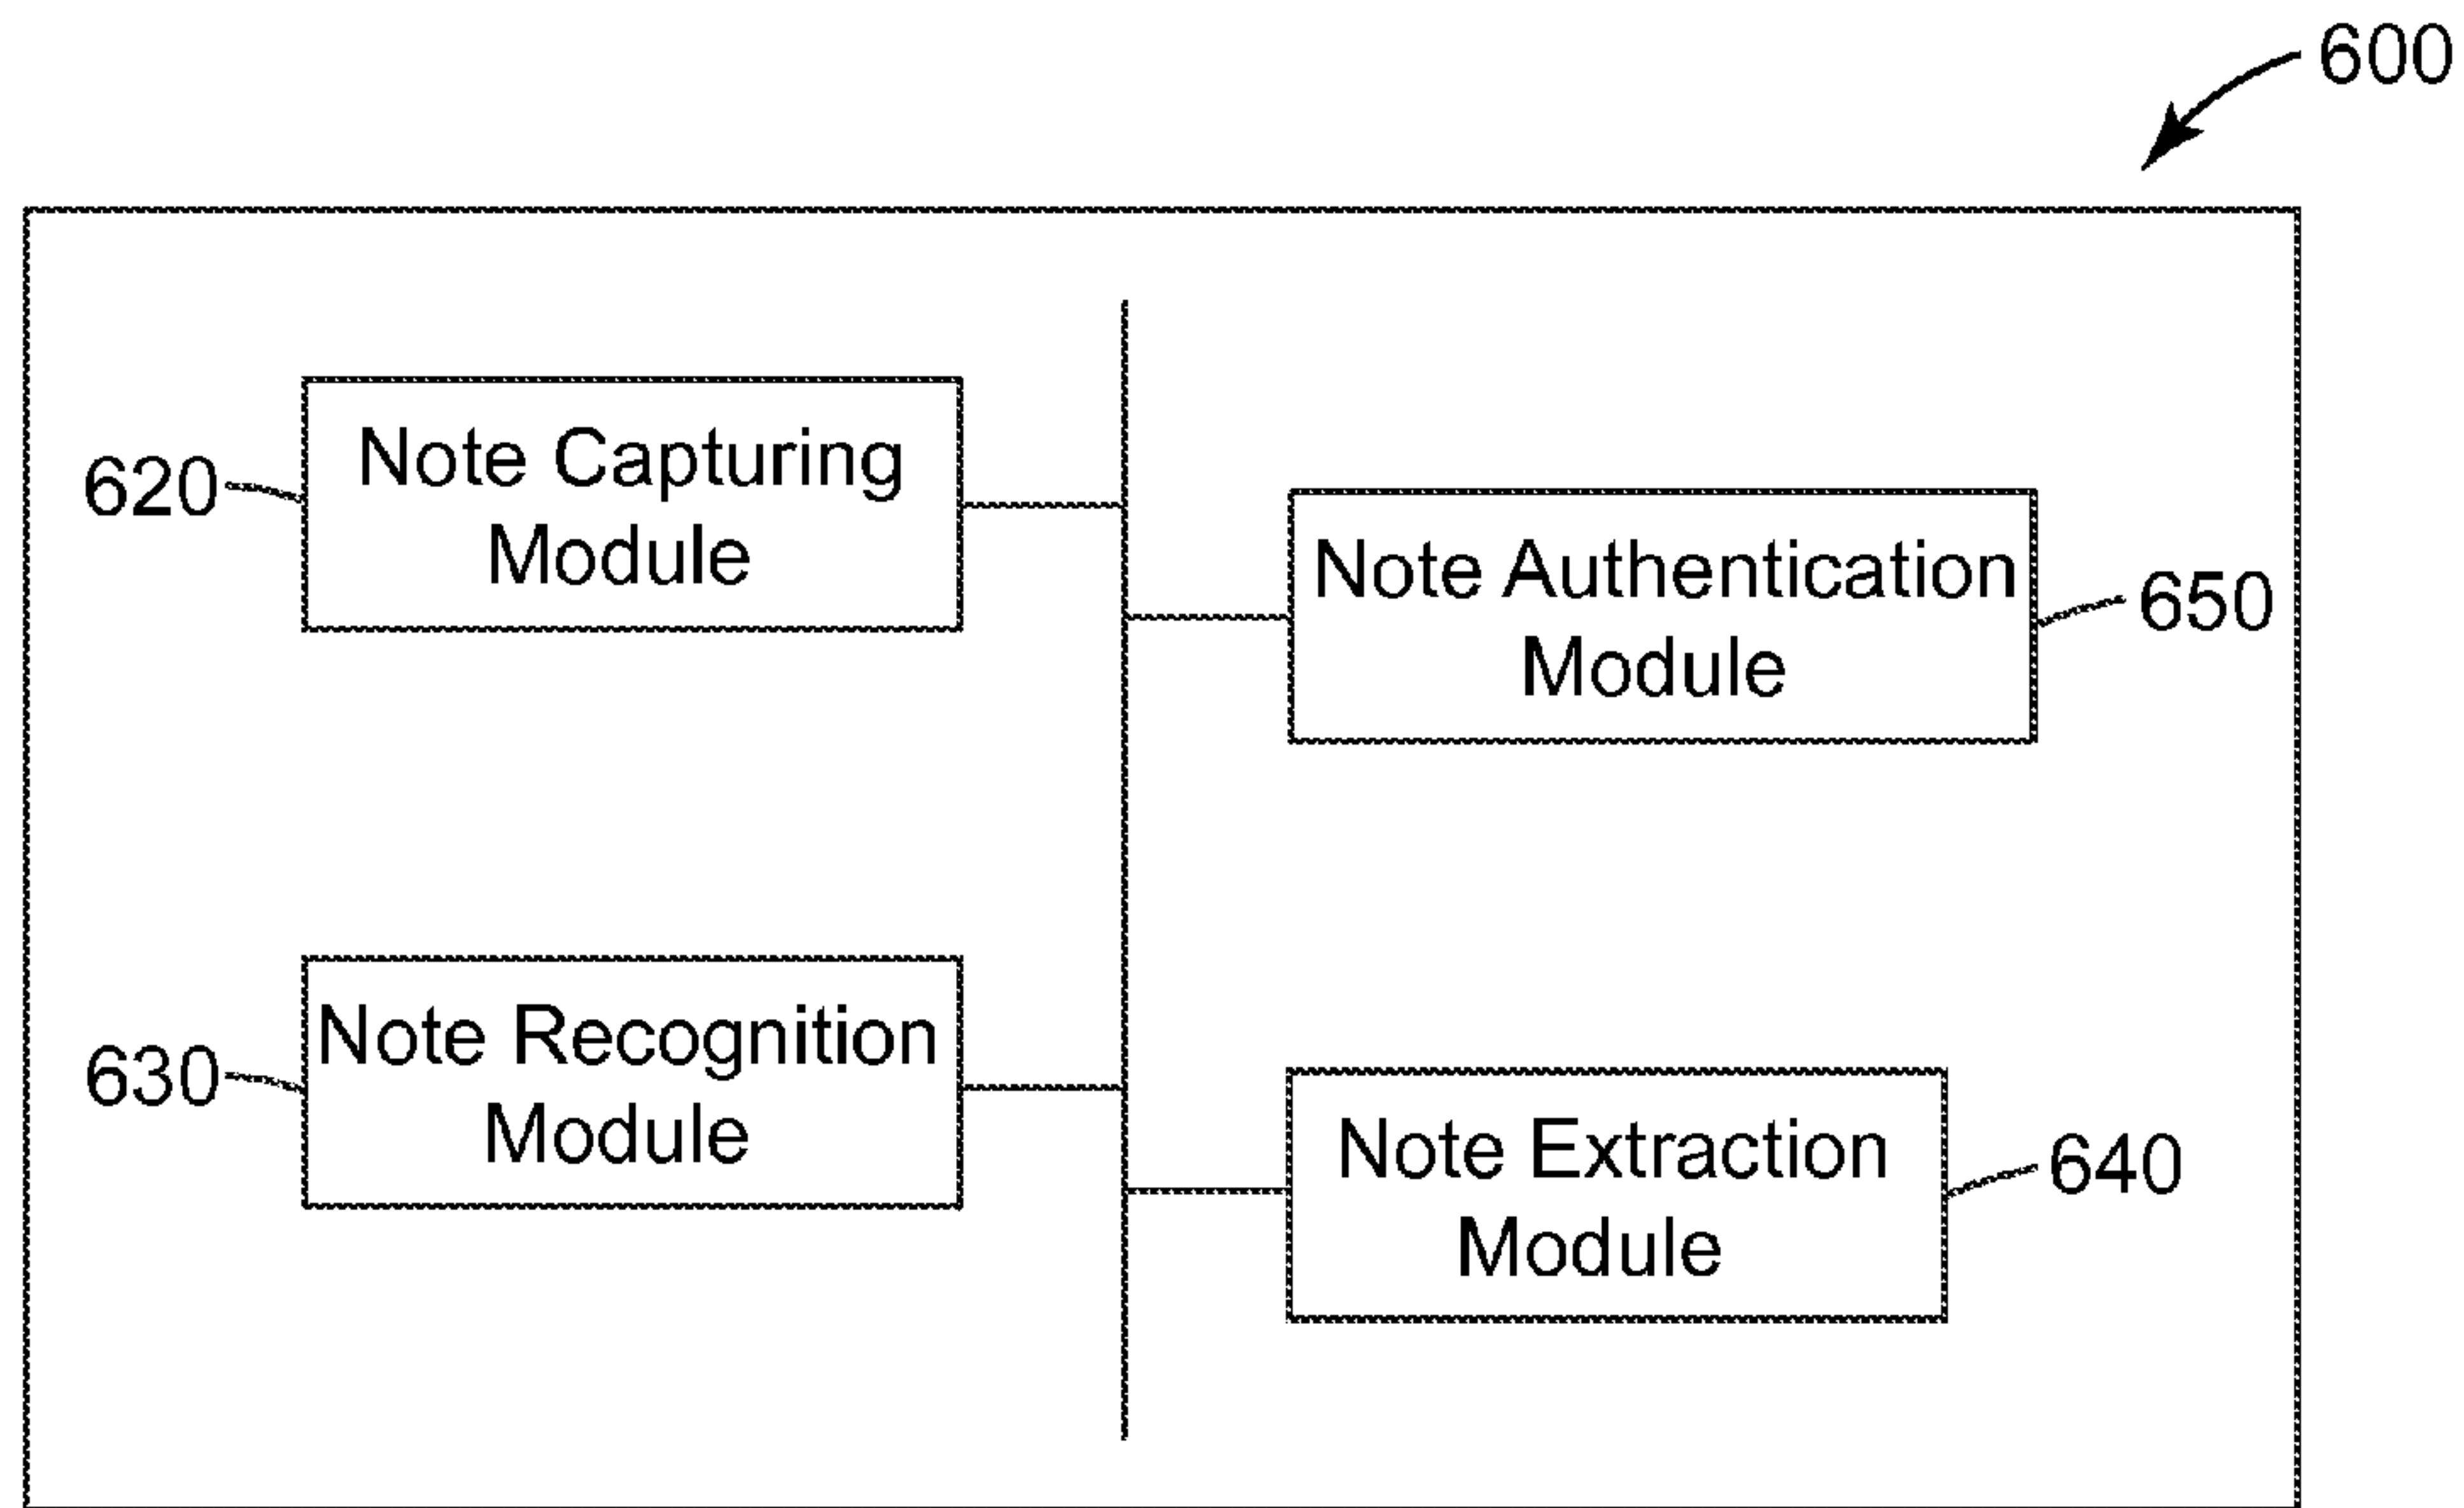 600
620
Note Capturing
Module
Note Authentication
Module
650
630
Note Recognition
Module
Note Extraction
Module
640